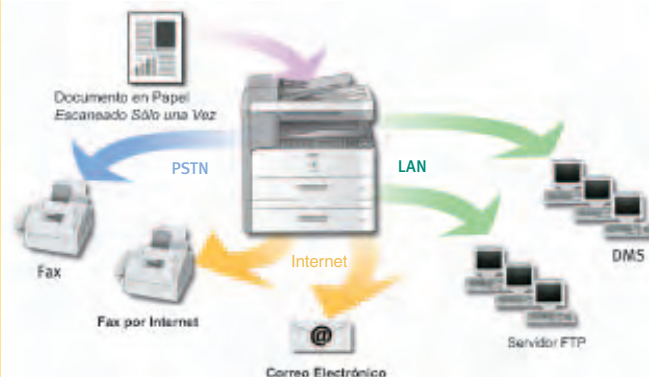 Documento en Papel
Escaneado Sólo una Vez
PSTN
LAN
Fax
Internet
DMS
Fax por Internet
@
Servidor FTP
Correo Electrónico